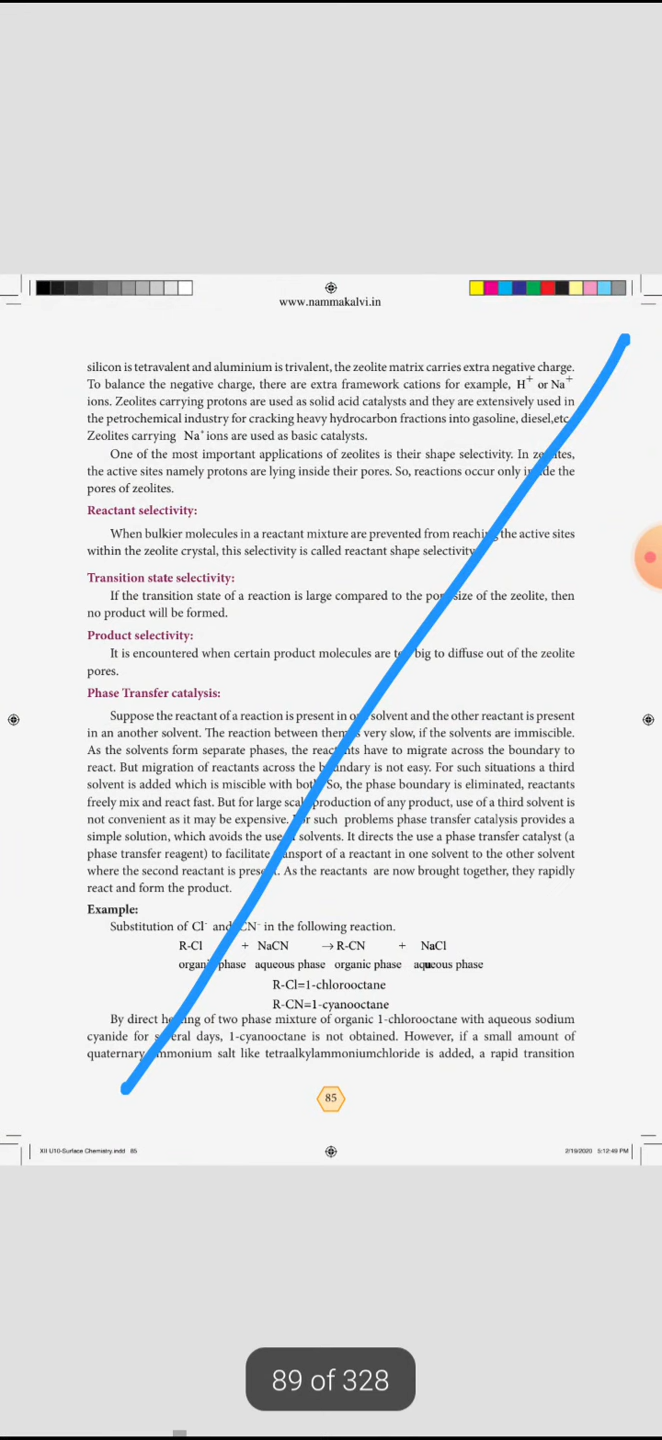 www.nammakalvi.in
silicon is tetravalent and aluminium is trivalent, the zeolite matrix carries extra negative charge.
To balance the negative charge, there are extra framework cations for example, H+ or Na+
ions. Zeolites carrying protons are used as solid acid catalysts and they are extensively used in
the petrochemical industry for cracking heavy hydrocarbon fractions into gasoline, diesel,etc
Zeolites carrying Na+ ions are used as basic catalysts.
One of the most important applications of zeolites is their shape selectivity. In zeolites,
the active sites namely protons are lying inside their pores. So, reactions occur only inside the
pores of zeolites.
Reactant selectivity:
When bulkier molecules in a reactant mixture are prevented from reaching the active sites
within the zeolite crystal, this selectivity is called reactant shape selectivity
Transition state selectivity:
If the transition state of a reaction is large compared to the pore size of the zeolite, then
no product will be formed.
Product selectivity:
It is encountered when certain product molecules are too big to diffuse out of the zeolite
pores.
Phase Transfer catalysis:
Suppose the reactant of a reaction is present in one solvent and the other reactant is present
in an another solvent. The reaction between them is very slow, if the solvents are immiscible.
As the solvents form separate phases, the reactants have to migrate across the boundary to
react. But migration of reactants across the boundary is not easy. For such situations a third
solvent is added which is miscible with both. So, the phase boundary is eliminated, reactants
freely mix and react fast. But for large scale production of any product, use of a third solvent is
not convenient as it may be expensive. For such problems phase transfer catalysis provides a
simple solution, which avoids the use of solvents. It directs the use a phase transfer catalyst (a
phase transfer reagent) to facilitate transport of a reactant in one solvent to the other solvent
where the second reactant is present. As the reactants are now brought together, they rapidly
react and form the product.
Example:
Substitution of Cl- and CN- in the following reaction.
R-Cl + NaCN → R-CN + NaCl
organic phase aqueous phase organic phase aqueous phase
R-Cl=1-chlorooctane
R-CN=1-cyanooctane
By direct heating of two phase mixture of organic 1-chlorooctane with aqueous sodium
cyanide for several days, 1-cyanooctane is not obtained. However, if a small amount of
quaternary ammonium salt like tetraalkylammoniumchloride is added, a rapid transition
85
XII U10-Surface Chemistry.indd 85
2/19/2020 5:12:49 PM
89 of 328